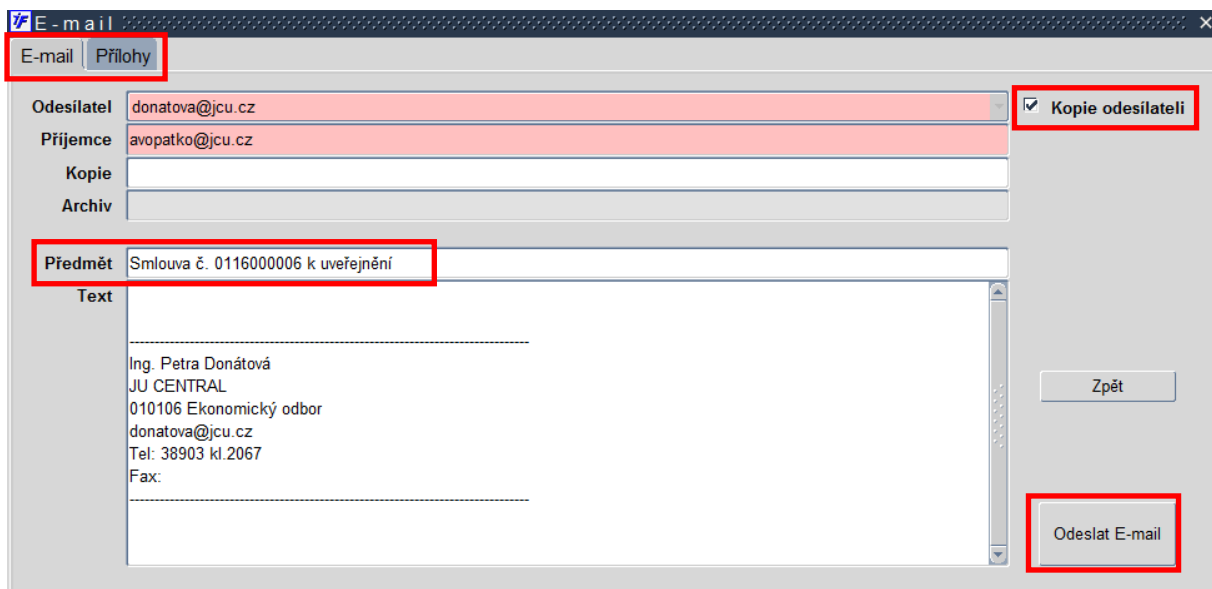 E-mail
E-mail Přílohy
Odesílatel donatova@jcu.cz Kopie odesílateli
Příjemce avopatko@jcu.cz
Kopie
Archiv
Předmět Smlouva č. 0116000006 k uveřejnění
Text
--------------------------------------------------------------------------------
Ing. Petra Donátová
JU CENTRAL
010106 Ekonomický odbor
donatova@jcu.cz
Tel: 38903 kl.2067
Fax:
--------------------------------------------------------------------------------
Zpět
Odeslat E-mail